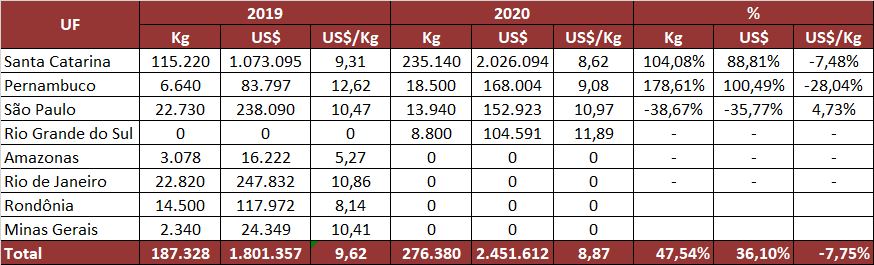 UF 2019 2020 %
Kg US$ US$/Kg Kg US$ US$/Kg Kg US$ US$/Kg
Santa Catarina 115.220 1.073.095 9,31 235.140 2.026.094 8,62 104,08% 88,81% -7,48%
Pernambuco 6.640 83.797 12,62 18.500 168.004 9,08 178,61% 100,49% -28,04%
São Paulo 22.730 238.090 10,47 13.940 152.923 10,97 -38,67% -35,77% 4,73%
Rio Grande do Sul 0 0 0 8.800 104.591 11,89 - - -
Amazonas 3.078 16.222 5,27 0 0 0 - - -
Rio de Janeiro 22.820 247.832 10,86 0 0 0 - - -
Rondônia 14.500 117.972 8,14 0 0 0
Minas Gerais 2.340 24.349 10,41 0 0 0
Total 187.328 1.801.357 9,62 276.380 2.451.612 8,87 47,54% 36,10% -7,75%